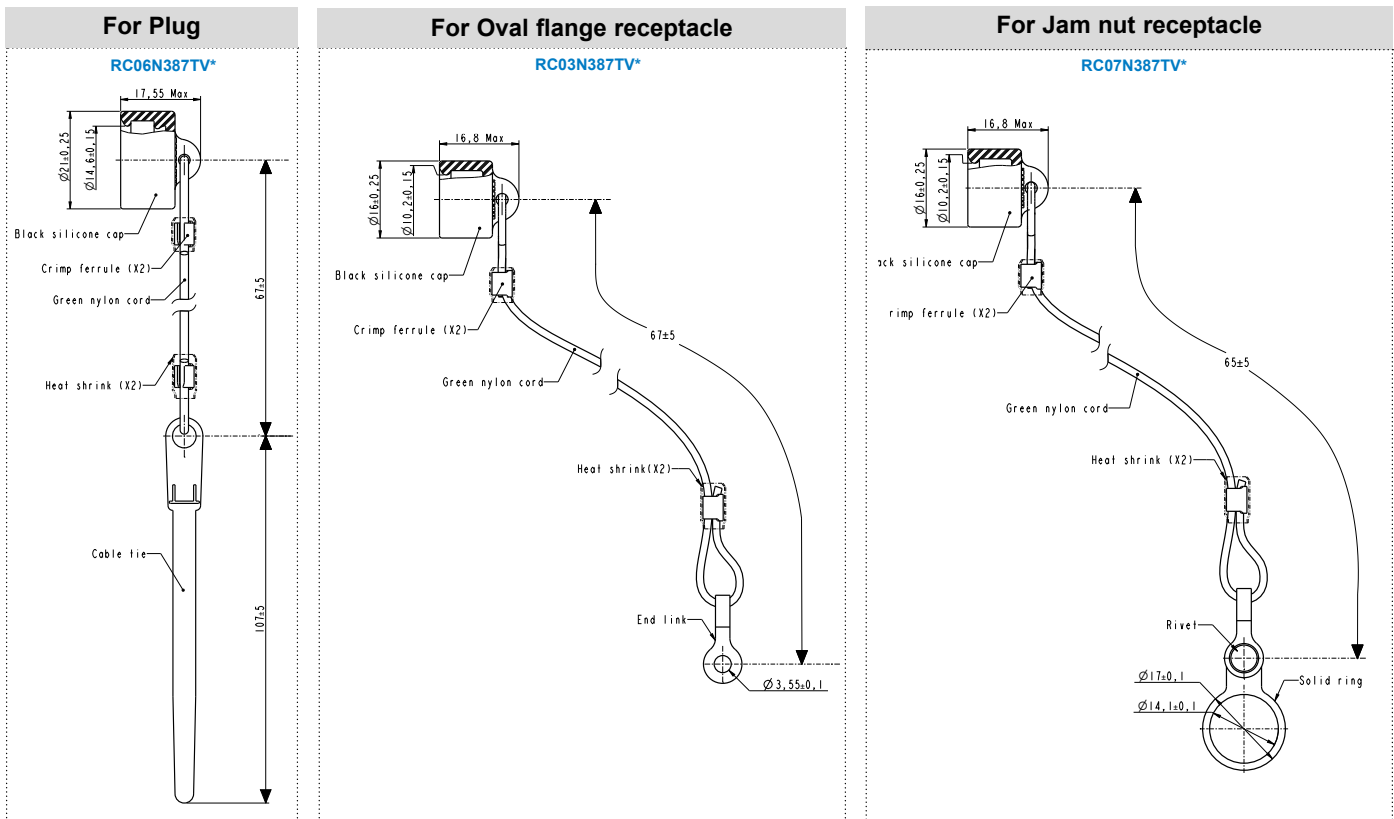 For Plug
RC06N387TV*
17,55 Max
Ø21±0,25
Ø14,6±0,15
Black silicone cap
Crimp ferrule (X2)
Green nylon cord
67±5
Heat shrink (X2)
Cable tie
107±5
For Oval flange receptacle
RC03N387TV*
16,8 Max
Ø16±0,25
Ø10,2±0,15
Black silicone cap
Crimp ferrule (X2)
67±5
Green nylon cord
Heat shrink(X2)
End link
Ø3,55±0,1
For Jam nut receptacle
RC07N387TV*
16,8 Max
Ø16±0,25
Ø10,2±0,15
ack silicone cap
rimp ferrule (X2)
65±5
Green nylon cord
Heat shrink (X2)
Rivet
Ø17±0,1
Solid ring
Ø14,1±0,1